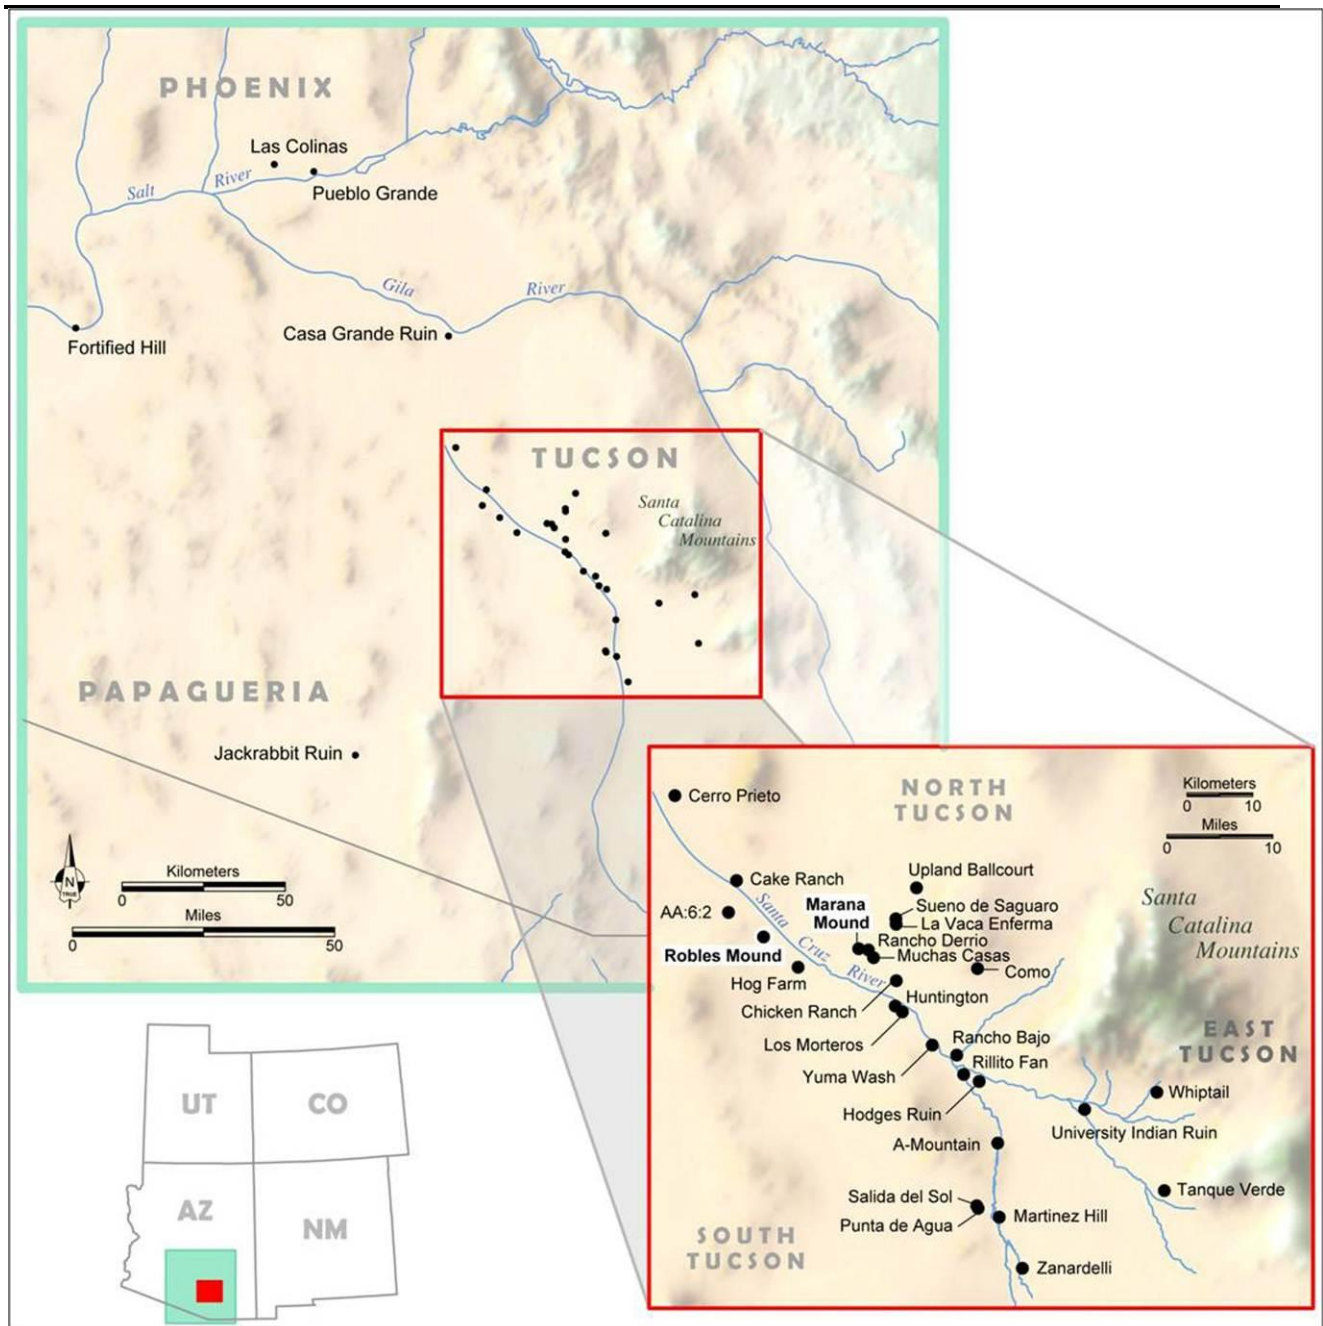 PHOENIX
Las Colinas
Salt River
Pueblo Grande
Gila River
Casa Grande Ruin
Fortified Hill
TUCSON
Santa
Catalina
Mountains
PAPAGUERIA
Jackrabbit Ruin
N
TRUE
Kilometers
0 50
Miles
0 50
NORTH
TUCSON
Kilometers
0 10
Miles
0 10
Cerro Prieto
Upland Ballcourt
Cake Ranch
Marana
Mound
Sueno de Saguaro
AA:6:2
La Vaca Enferma
Santa Cruz River
Rancho Derrio
Robles Mound
Muchas Casas
Como
Hog Farm
Huntington
Chicken Ranch
Los Morteros
Rancho Bajo
Yuma Wash
Rillito Fan
Hodges Ruin
Santa
Catalina
Mountains
EAST
TUCSON
Whiptail
University Indian Ruin
A-Mountain
Tanque Verde
Salida del Sol
Punta de Agua
Martinez Hill
SOUTH
TUCSON
Zanardelli
UT
CO
AZ
NM